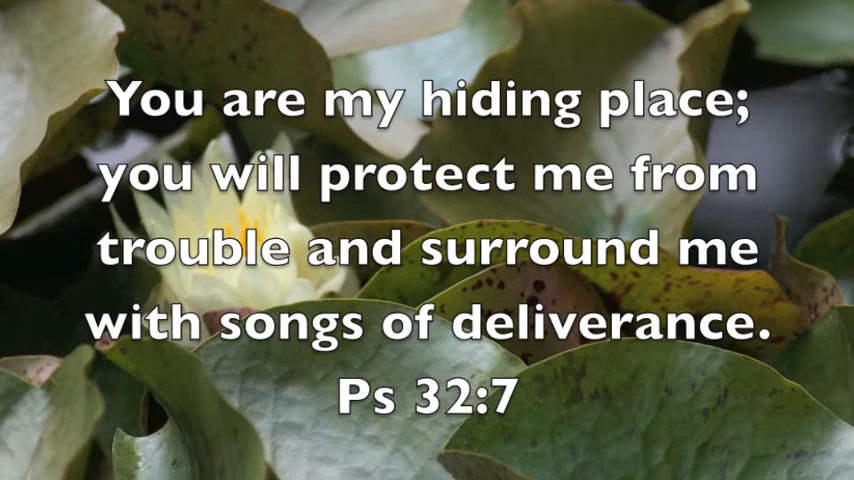 You are my hiding place;
you will protect me from
trouble and surround me
with songs of deliverance.
Ps 32:7